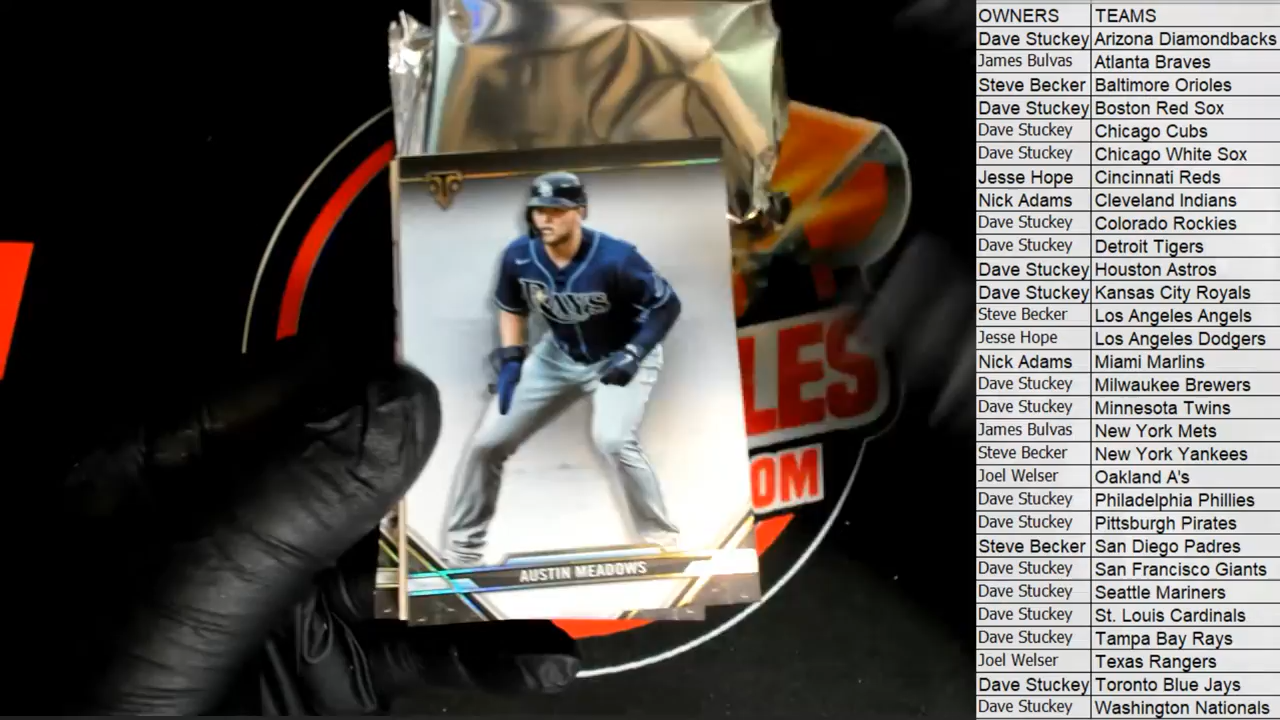 OWNERS TEAMS
Dave Stuckey Arizona Diamondbacks
James Bulvas Atlanta Braves
Steve Becker Baltimore Orioles
Dave Stuckey Boston Red Sox
Dave Stuckey Chicago Cubs
Dave Stuckey Chicago White Sox
Jesse Hope Cincinnati Reds
Nick Adams Cleveland Indians
Dave Stuckey Colorado Rockies
Dave Stuckey Detroit Tigers
Dave Stuckey Houston Astros
Dave Stuckey Kansas City Royals
Steve Becker Los Angeles Angels
Jesse Hope Los Angeles Dodgers
Nick Adams Miami Marlins
Dave Stuckey Milwaukee Brewers
Dave Stuckey Minnesota Twins
James Bulvas New York Mets
Steve Becker New York Yankees
Joel Welser Oakland A's
Dave Stuckey Philadelphia Phillies
Dave Stuckey Pittsburgh Pirates
Steve Becker San Diego Padres
Dave Stuckey San Francisco Giants
Dave Stuckey Seattle Mariners
Dave Stuckey St. Louis Cardinals
Dave Stuckey Tampa Bay Rays
Joel Welser Texas Rangers
Dave Stuckey Toronto Blue Jays
Dave Stuckey Washington Nationals
RAYS
LES
OM
AUSTIN MEADOWS